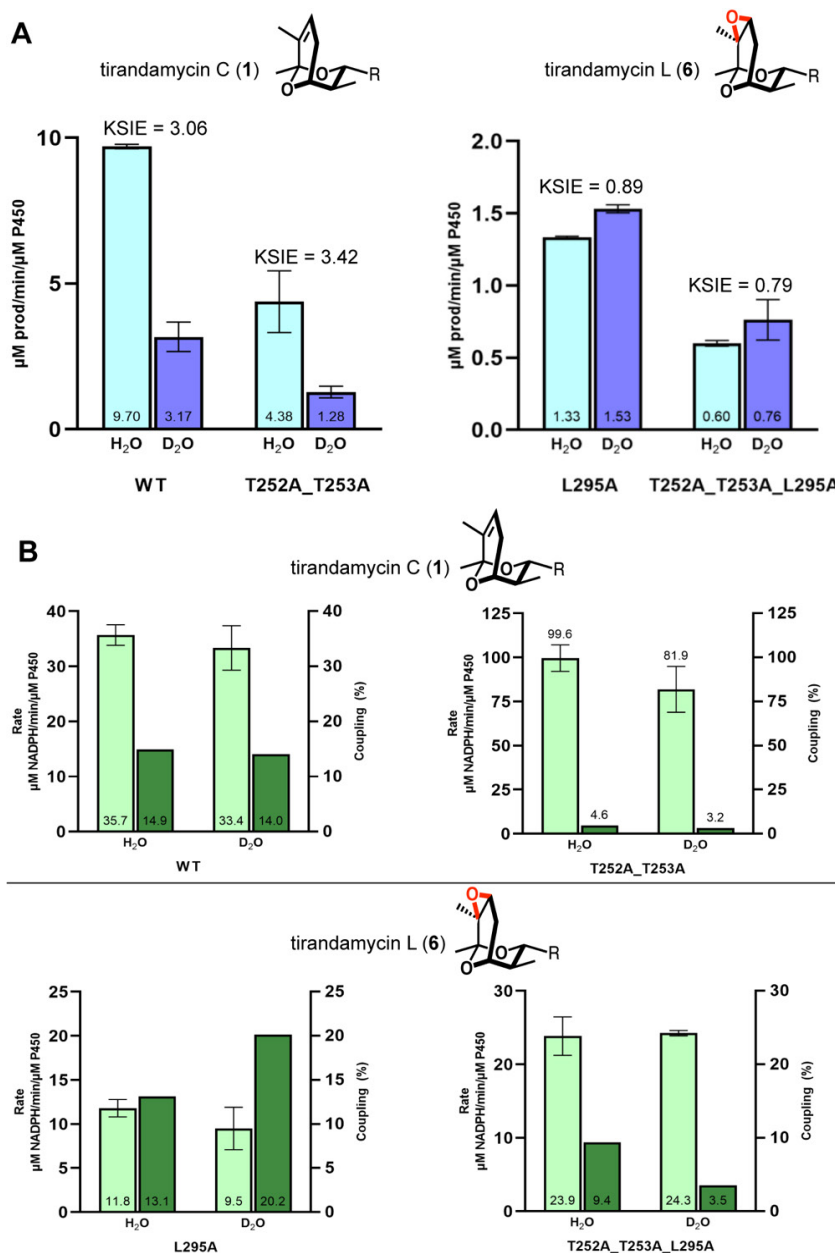 A
tirandamycin C (1)
R
O
O
tirandamycin L (6)
O
R
O
O
KSIE = 3.06
KSIE = 3.42
10
5
0
µM prod/min/µM P450
9.70
3.17
4.38
1.28
H₂O
D₂O
H₂O
D₂O
WT
T252A_T253A
KSIE = 0.89
KSIE = 0.79
2.0
1.5
1.0
0.5
0.0
µM prod/min/µM P450
1.33
1.53
0.60
0.76
H₂O
D₂O
H₂O
D₂O
L295A
T252A_T253A_L295A
B
tirandamycin C (1)
O
R
O
40
30
20
10
0
Rate
µM NADPH/min/µM P450
35.7
14.9
33.4
14.0
40
30
20
10
0
Coupling (%)
H₂O
D₂O
WT
125
100
75
50
25
0
Rate
µM NADPH/min/µM P450
99.6
4.6
81.9
3.2
125
100
75
50
25
0
Coupling (%)
H₂O
D₂O
T252A_T253A
tirandamycin L (6)
O
O
R
O
25
20
15
10
5
0
Rate
µM NADPH/min/µM P450
11.8
13.1
9.5
20.2
25
20
15
10
5
0
Coupling (%)
H₂O
D₂O
L295A
30
20
10
0
Rate
µM NADPH/min/µM P450
23.9
9.4
24.3
3.5
30
20
10
0
Coupling (%)
H₂O
D₂O
T252A_T253A_L295A